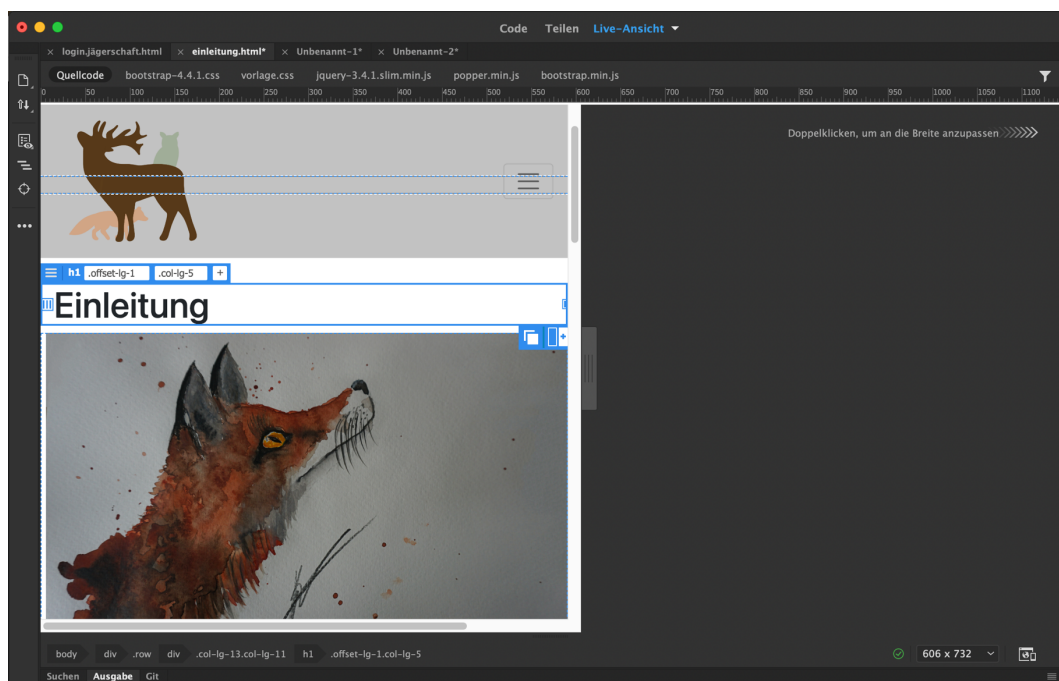 Code Teilen Live-Ansicht
login.jägerschaft.html einleitung.html* Unbenannt-1* Unbenannt-2*
Quellcode bootstrap-4.4.1.css vorlage.css jquery-3.4.1.slim.min.js popper.min.js bootstrap.min.js
0 50 100 150 200 250 300 350 400 450 500 550 600 650 700 750 800 850 900 950 1000 1050 1100
Doppelklicken, um an die Breite anzupassen
h1 .offset-lg-1 .col-lg-5 +
Einleitung
body div .row div .col-lg-13.col-lg-11 h1 .offset-lg-1.col-lg-5
606 x 732
Suchen Ausgabe Git